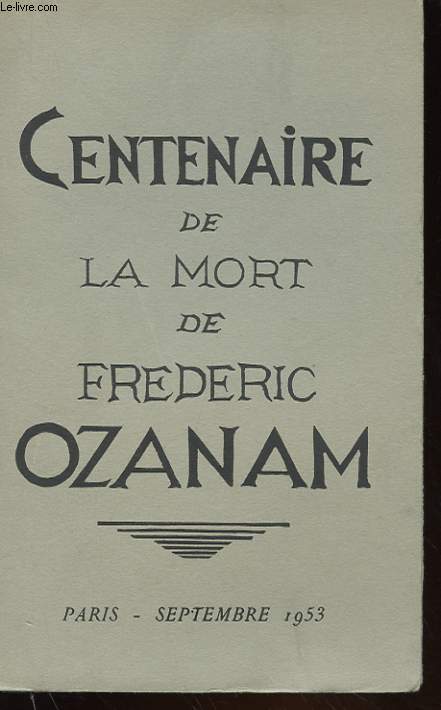 Le-livre.com
CENTENAiRE
DE
LA MORT
DE
FREDERIC
OZANAM
PARIS - SEPTEMBRE 1953